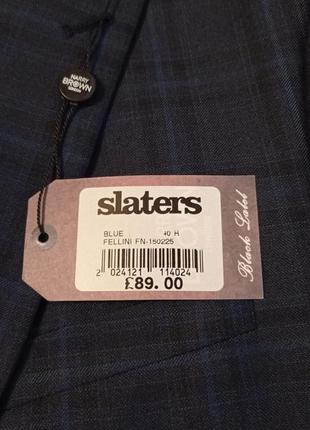 HARRY
BROWN
slaters
BLUE 40 R
FELLINI FN-150225
2 024121 114024
£89.00
Black Label